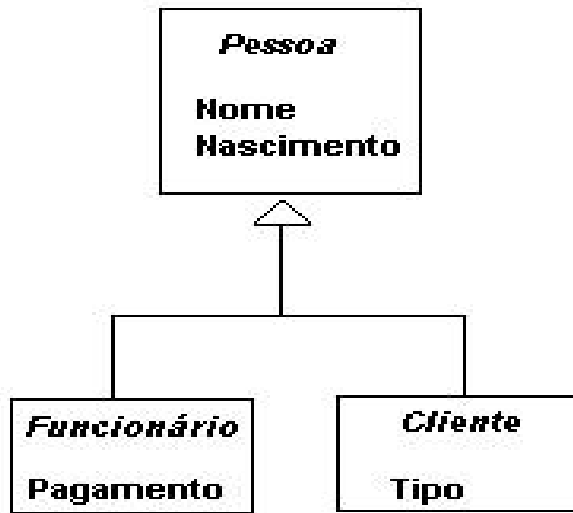 Pessoa
Nome
Nascimento
Funcionário
Pagamento
Cliente
Tipo